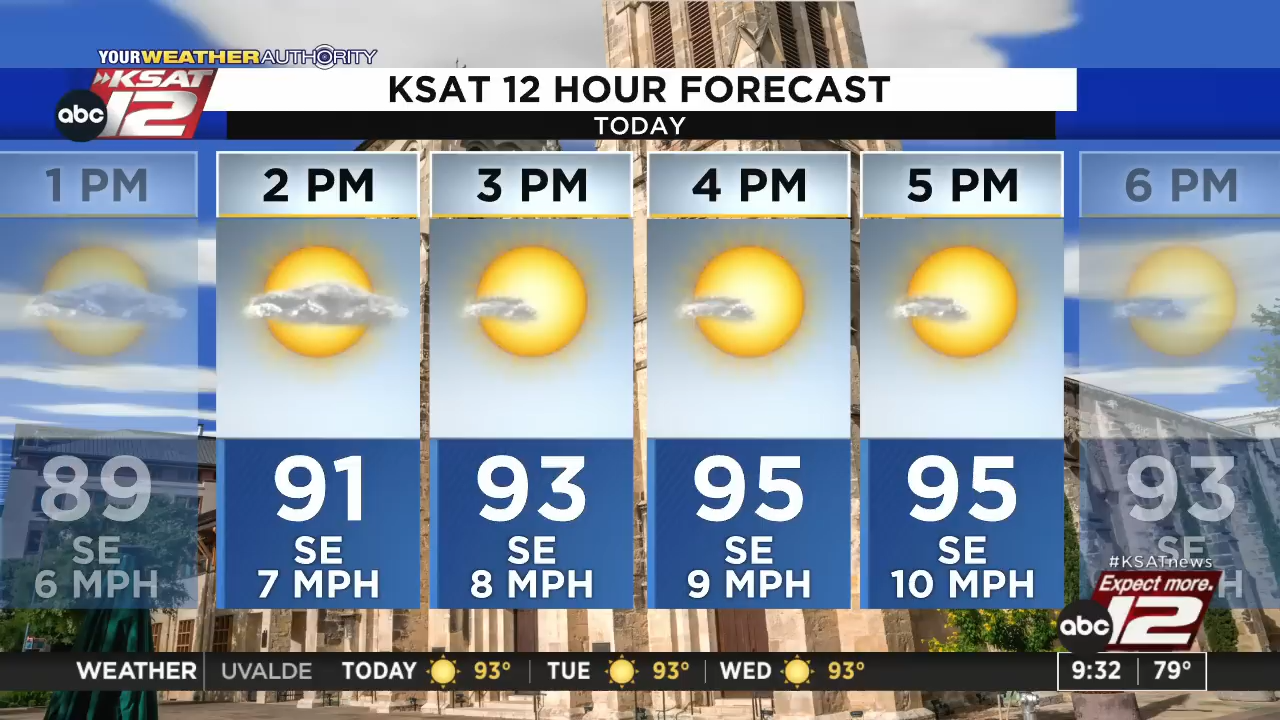 YOURWEATHERAUTHORITY
KSAT 12
abc
KSAT 12 HOUR FORECAST
TODAY
1 PM
89
SE
6 MPH
2 PM
91
SE
7 MPH
3 PM
93
SE
8 MPH
4 PM
95
SE
9 MPH
5 PM
95
SE
10 MPH
6 PM
93
SE
#KSATnews
Expect more.
abc 12
WEATHER UVALDE TODAY 93° TUE 93° WED 93°
9:32 79°